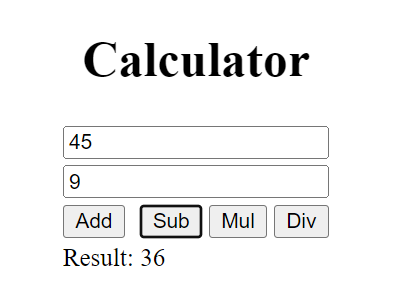 Calculator
45
9
Add Sub Mul Div
Result: 36